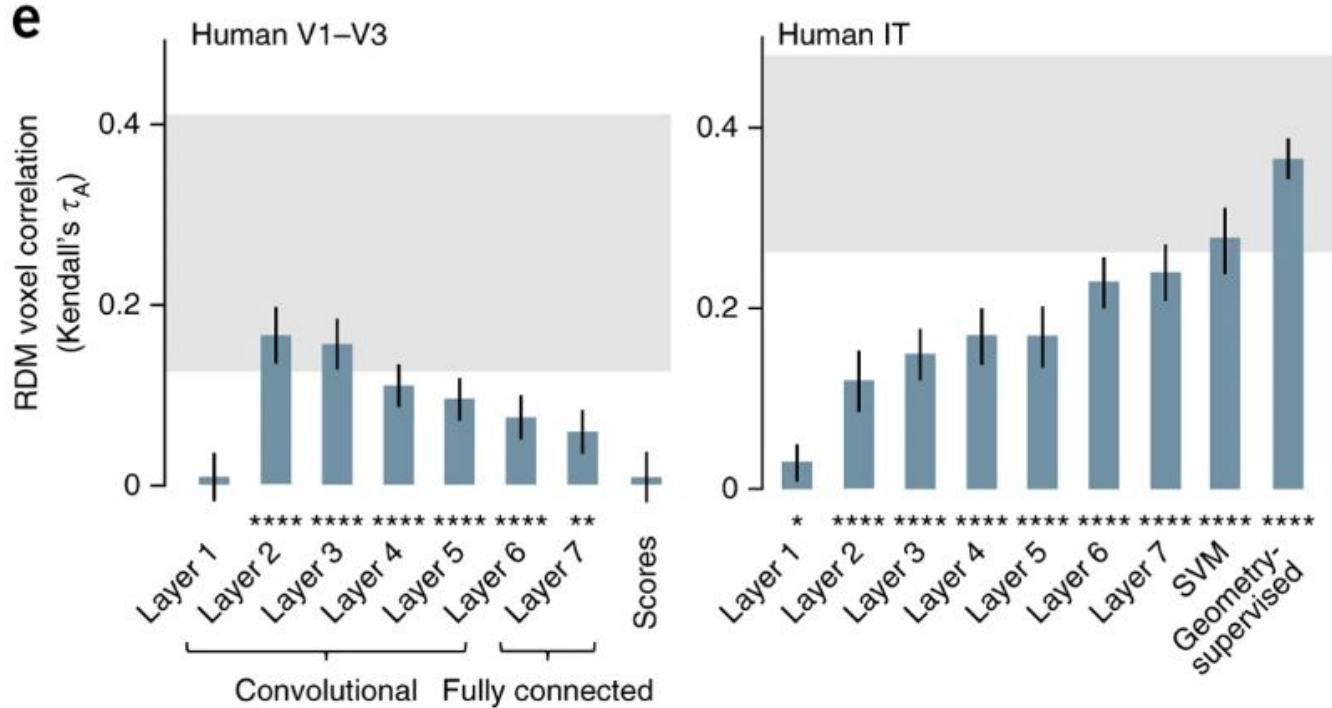 e
Human V1–V3
RDM voxel correlation
(Kendall's τA)
0.4
0.2
0
**** **** **** **** **** **
Layer 1
Layer 2
Layer 3
Layer 4
Layer 5
Layer 6
Layer 7
Scores
Convolutional
Fully connected
Human IT
0.4
0.2
0
* **** **** **** **** **** **** **** ****
Layer 1
Layer 2
Layer 3
Layer 4
Layer 5
Layer 6
Layer 7
SVM
Geometry-
supervised